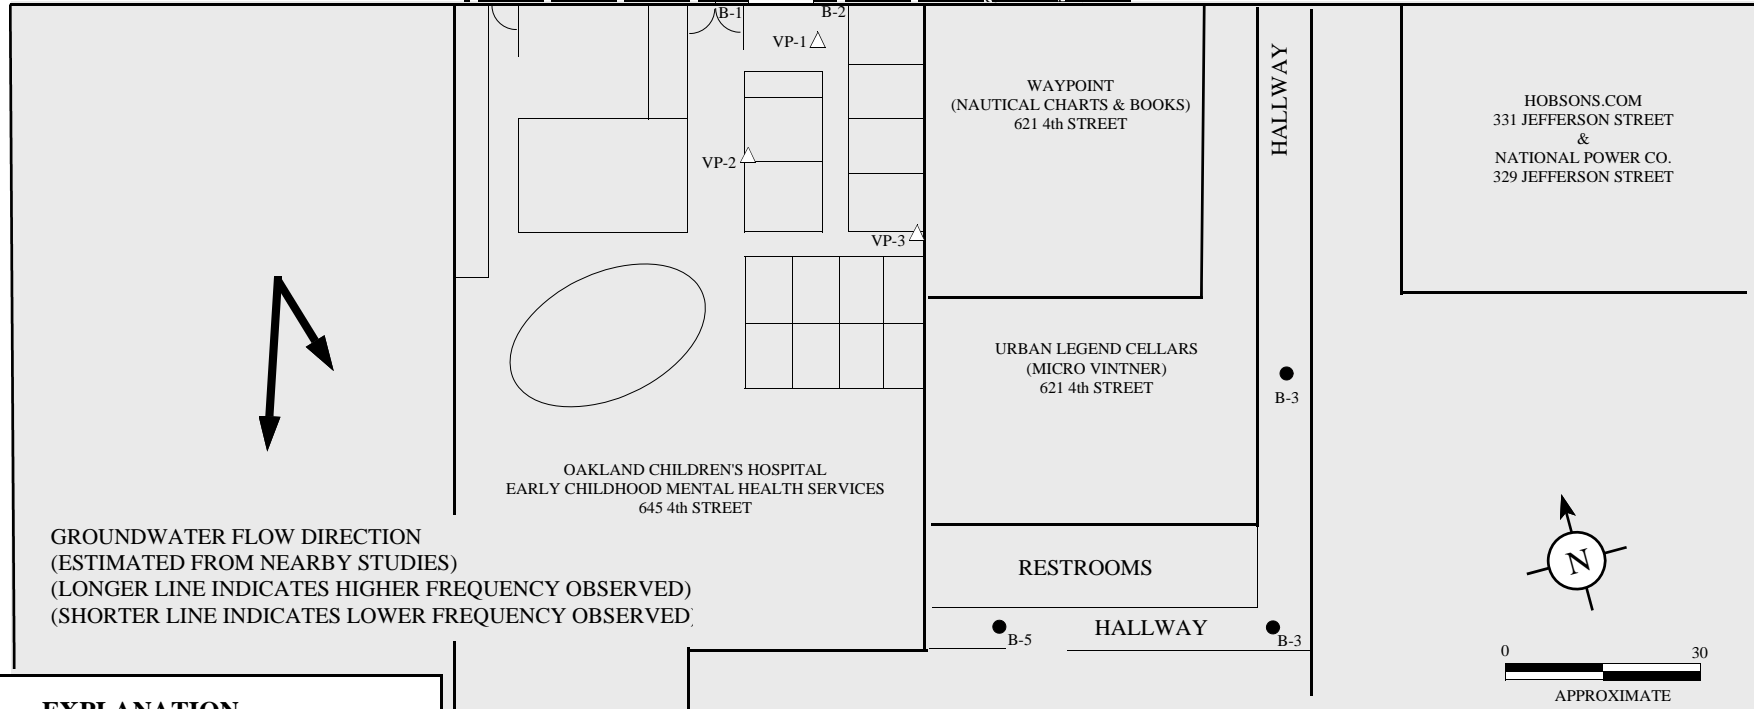 B-1
B-2
VP-1
HALLWAY
WAYPOINT
(NAUTICAL CHARTS & BOOKS)
621 4th STREET
HOBSONS.COM
331 JEFFERSON STREET
&
NATIONAL POWER CO.
329 JEFFERSON STREET
VP-2
VP-3
URBAN LEGEND CELLARS
(MICRO VINTNER)
621 4th STREET
B-3
OAKLAND CHILDREN'S HOSPITAL
EARLY CHILDHOOD MENTAL HEALTH SERVICES
645 4th STREET
GROUNDWATER FLOW DIRECTION
(ESTIMATED FROM NEARBY STUDIES)
(LONGER LINE INDICATES HIGHER FREQUENCY OBSERVED)
(SHORTER LINE INDICATES LOWER FREQUENCY OBSERVED)
RESTROOMS
N
B-5
HALLWAY
B-3
0 30
APPROXIMATE
EXPLANATION